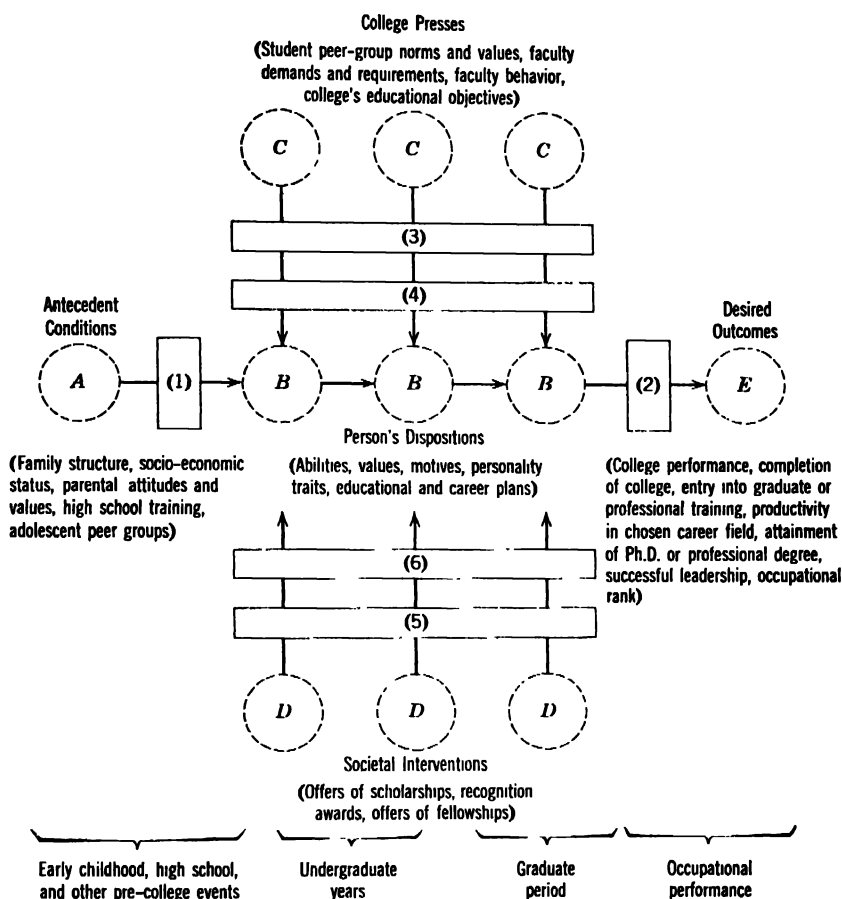 College Presses
(Student peer-group norms and values, faculty
demands and requirements, faculty behavior,
college's educational objectives)
C C C
(3)
(4)
Antecedent
Conditions
Desired
Outcomes
A (1) B B B (2) E
Person's Dispositions
(Family structure, socio-economic
status, parental attitudes and
values, high school training,
adolescent peer groups)
(Abilities, values, motives, personality
traits, educational and career plans)
(College performance, completion
of college, entry into graduate or
professional training, productivity
in chosen career field, attainment
of Ph.D. or professional degree,
successful leadership, occupational
rank)
(6)
(5)
D D D
Societal Interventions
(Offers of scholarships, recognition
awards, offers of fellowships)
Early childhood, high school,
and other pre-college events
Undergraduate
years
Graduate
period
Occupational
performance